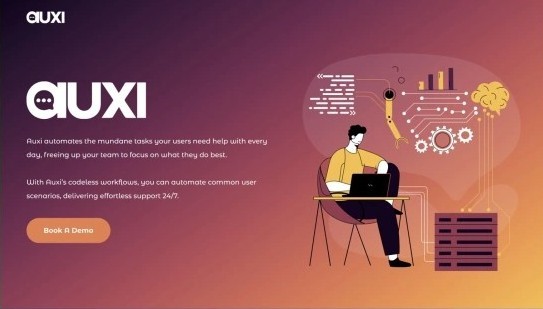 auxi
auxi
Auxi automates the mundane tasks your users need help with every
day, freeing up your team to focus on what they do best.
With Auxi's codeless workflows, you can automate common user
scenarios, delivering effortless support 24/7.
Book A Demo